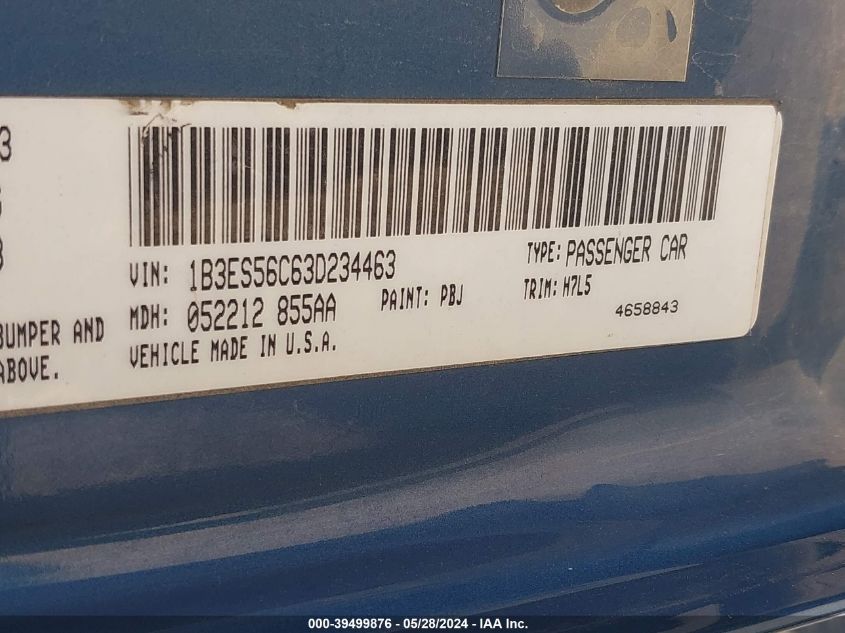 3
VIN: 1B3ES56C63D234463
TYPE: PASSENGER CAR
MDH: 052212 855AA
PAINT: PBJ
TRIM: H7L5
4658843
BUMPER AND
ABOVE.
VEHICLE MADE IN U.S.A.
000-39499876 - 05/28/2024 - IAA Inc.